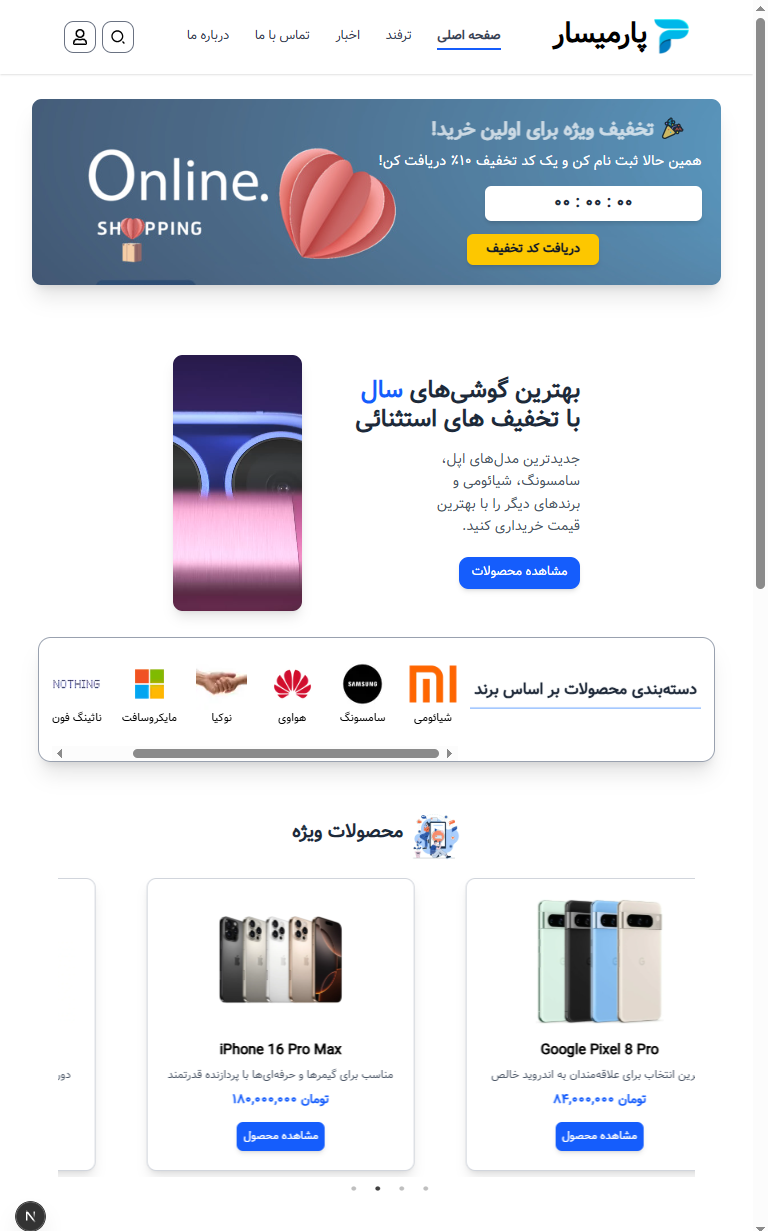 پارمیسار
صفحه اصلی
ترفند
اخبار
تماس با ما
درباره ما
تخفیف ویژه برای اولین خرید!
همین حالا ثبت نام کن و یک کد تخفیف ۱۰٪ دریافت کن!
۰۰ : ۰۰ : ۰۰
دریافت کد تخفیف
Online.
SHOPPING
بهترین گوشی‌های سال
با تخفیف های استثنائی
جدیدترین مدل‌های اپل،
سامسونگ، شیائومی و
برندهای دیگر را با بهترین
قیمت خریداری کنید.
مشاهده محصولات
دسته‌بندی محصولات بر اساس برند
شیائومی
SAMSUNG
سامسونگ
هواوی
نوکیا
مایکروسافت
NOTHING
ناثینگ فون
محصولات ویژه
Google Pixel 8 Pro
رین انتخاب برای علاقه‌مندان به اندروید خالص
۸۴,۰۰۰,۰۰۰ تومان
مشاهده محصول
iPhone 16 Pro Max
مناسب برای گیمرها و حرفه‌ای‌ها با پردازنده قدرتمند
۱۸۰,۰۰۰,۰۰۰ تومان
مشاهده محصول
دور
N